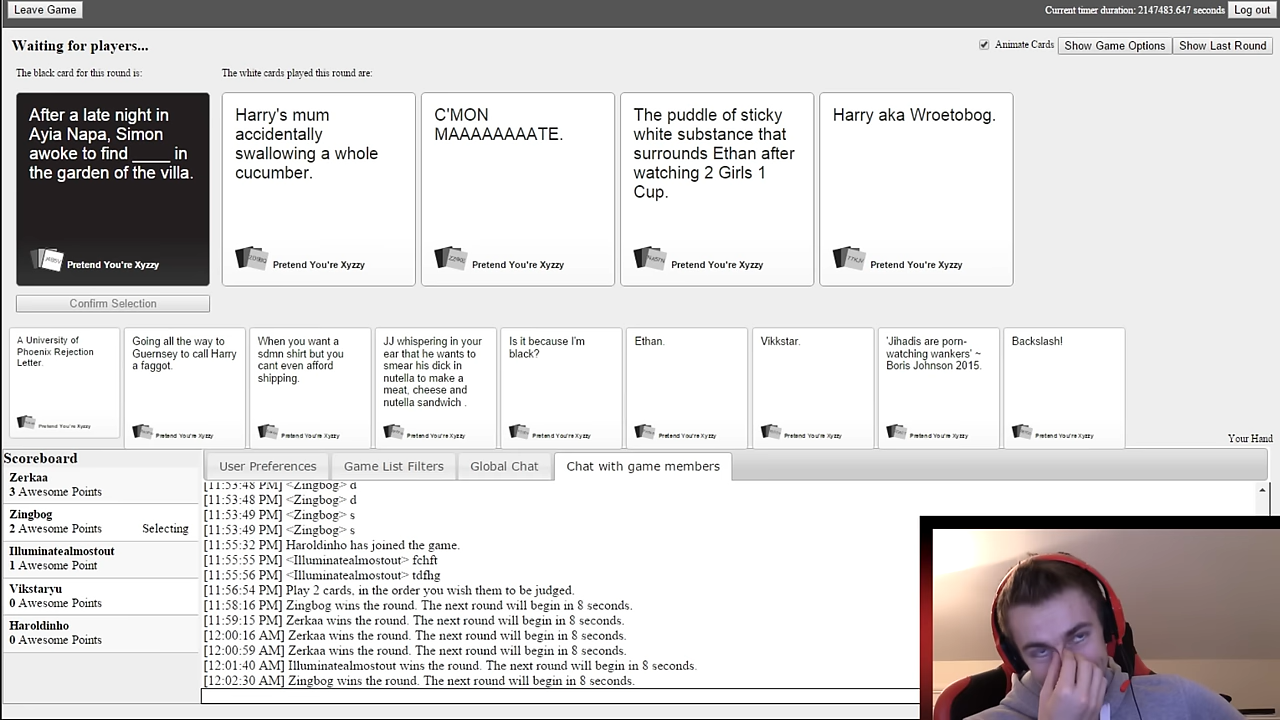 Leave Game
Current timer duration: 2147483.647 seconds
Log out
Waiting for players...
Animate Cards
Show Game Options
Show Last Round
The black card for this round is:
The white cards played this round are:
After a late night in
Ayia Napa, Simon
awoke to find ____ in
the garden of the villa.
Pretend You're Xyzzy
Harry's mum
accidentally
swallowing a whole
cucumber.
Pretend You're Xyzzy
C'MON
MAAAAAAAATE.
Pretend You're Xyzzy
The puddle of sticky
white substance that
surrounds Ethan after
watching 2 Girls 1
Cup.
Pretend You're Xyzzy
Harry aka Wroetobog.
Pretend You're Xyzzy
Confirm Selection
A University of
Phoenix Rejection
Letter.
Pretend You're Xyzzy
Going all the way to
Guernsey to call Harry
a faggot.
Pretend You're Xyzzy
When you want a
sdmn shirt but you
cant even afford
shipping.
Pretend You're Xyzzy
JJ whispering in your
ear that he wants to
smear his dick in
nutella to make a
meat, cheese and
nutella sandwich .
Pretend You're Xyzzy
Is it because I'm
black?
Pretend You're Xyzzy
Ethan.
Pretend You're Xyzzy
Vikkstar.
Pretend You're Xyzzy
'Jihadis are porn-
watching wankers' ~
Boris Johnson 2015.
Pretend You're Xyzzy
Backslash!
Pretend You're Xyzzy
Your Hand
Scoreboard
Zerkaa
3 Awesome Points
Zingbog
2 Awesome Points Selecting
Illuminatealmostout
1 Awesome Point
Vikstaryu
0 Awesome Points
Haroldinho
0 Awesome Points
User Preferences
Game List Filters
Global Chat
Chat with game members
[11:53:48 PM] <Zingbog> d
[11:53:48 PM] <Zingbog> d
[11:53:49 PM] <Zingbog> s
[11:53:49 PM] <Zingbog> s
[11:55:32 PM] Haroldinho has joined the game.
[11:55:55 PM] <Illuminatealmostout> fchft
[11:55:56 PM] <Illuminatealmostout> tdfhg
[11:56:54 PM] Play 2 cards, in the order you wish them to be judged.
[11:58:16 PM] Zingbog wins the round. The next round will begin in 8 seconds.
[11:59:15 PM] Zerkaa wins the round. The next round will begin in 8 seconds.
[12:00:16 AM] Zerkaa wins the round. The next round will begin in 8 seconds.
[12:00:59 AM] Zerkaa wins the round. The next round will begin in 8 seconds.
[12:01:40 AM] Illuminatealmostout wins the round. The next round will begin in 8 seconds.
[12:02:30 AM] Zingbog wins the round. The next round will begin in 8 seconds.